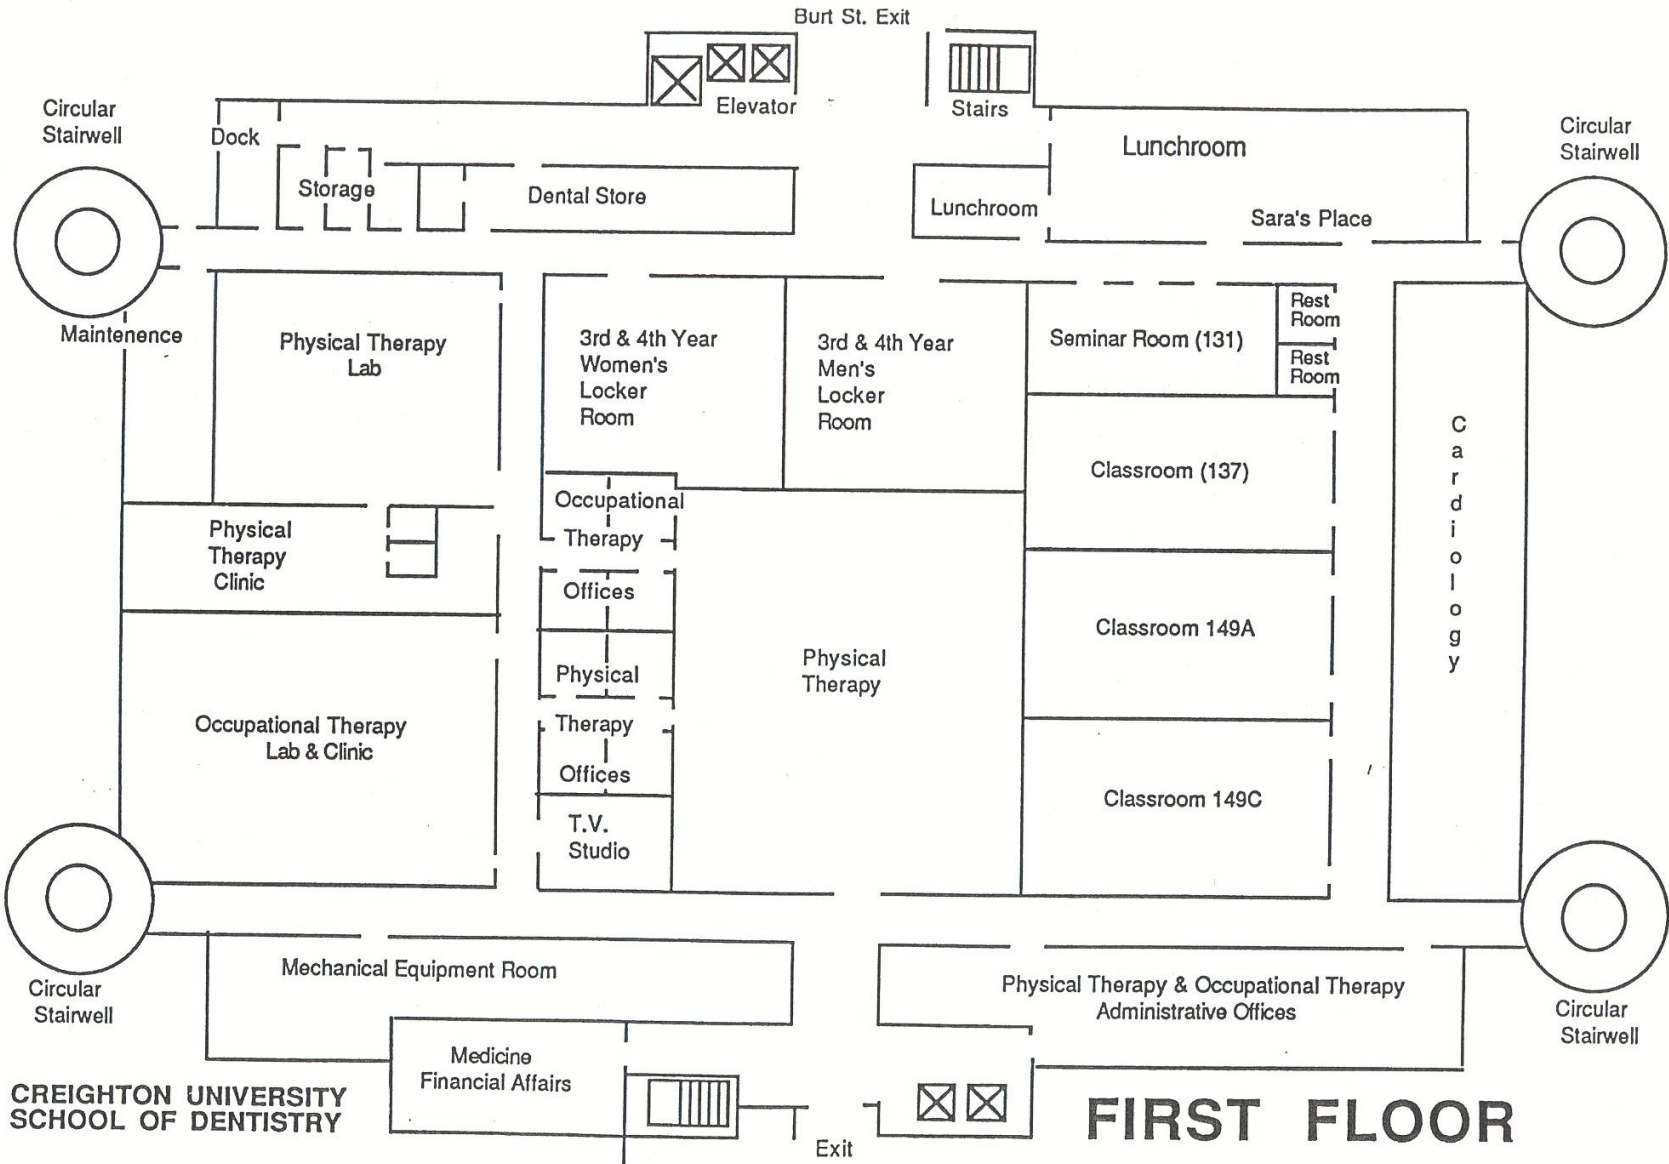 Burt St. Exit
Elevator
Stairs
Circular
Stairwell
Dock
Storage
Dental Store
Lunchroom
Lunchroom
Sara's Place
Circular
Stairwell
Maintenence
Physical Therapy
Lab
3rd & 4th Year
Women's
Locker
Room
3rd & 4th Year
Men's
Locker
Room
Seminar Room (131)
Rest
Room
Rest
Room
Classroom (137)
Cardiology
Physical
Therapy
Clinic
Occupational
Therapy
Offices
Physical
Therapy
Offices
T.V.
Studio
Physical
Therapy
Classroom 149A
Classroom 149C
Occupational Therapy
Lab & Clinic
Mechanical Equipment Room
Physical Therapy & Occupational Therapy
Administrative Offices
Circular
Stairwell
Circular
Stairwell
Medicine
Financial Affairs
Exit
CREIGHTON UNIVERSITY
SCHOOL OF DENTISTRY
FIRST FLOOR